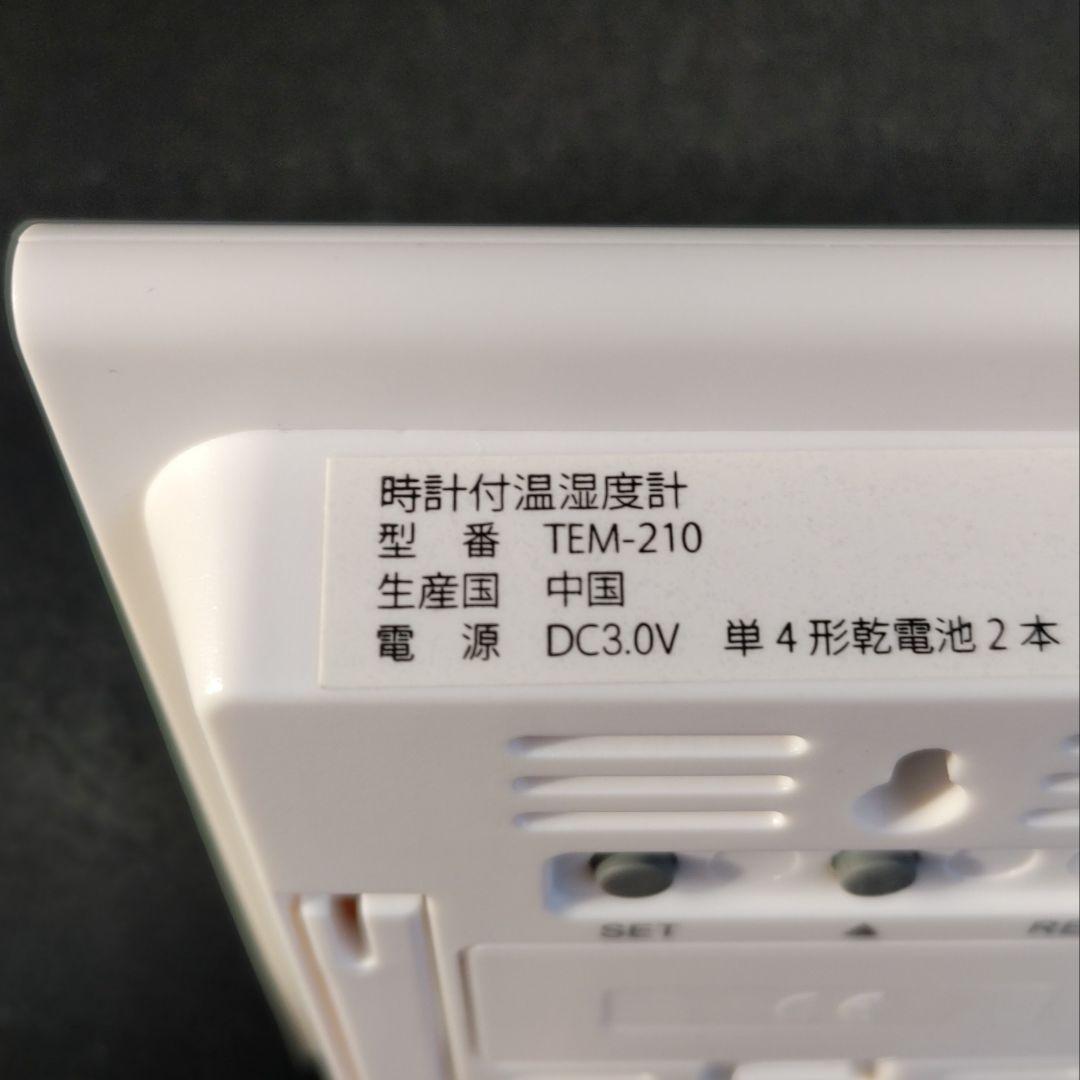 時計付温湿度計
型　番　TEM-210
生産国　中国
電　源　DC3.0V　単４形乾電池２本
SET ▲